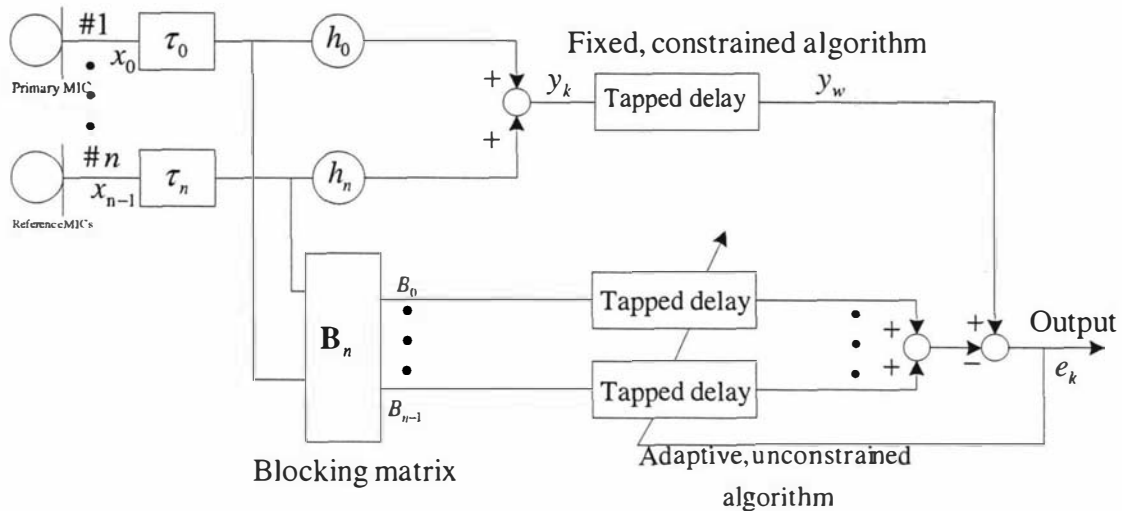 #1
x₀
τ₀
h₀
Primary MIC
Fixed, constrained algorithm
+
+
yₖ
Tapped delay
y_w
#n
xₙ₋₁
τₙ
hₙ
ReferenceMICs
Bₙ
B₀
Bₙ₋₁
Tapped delay
Tapped delay
+
+
+
−
Output
eₖ
Blocking matrix
Adaptive, unconstrained
algorithm